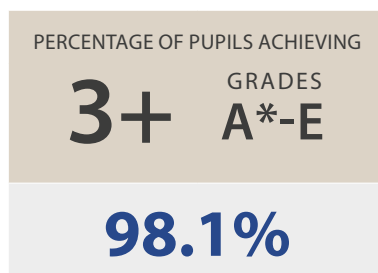 PERCENTAGE OF PUPILS ACHIEVING
3+ GRADES
A*-E
98.1%